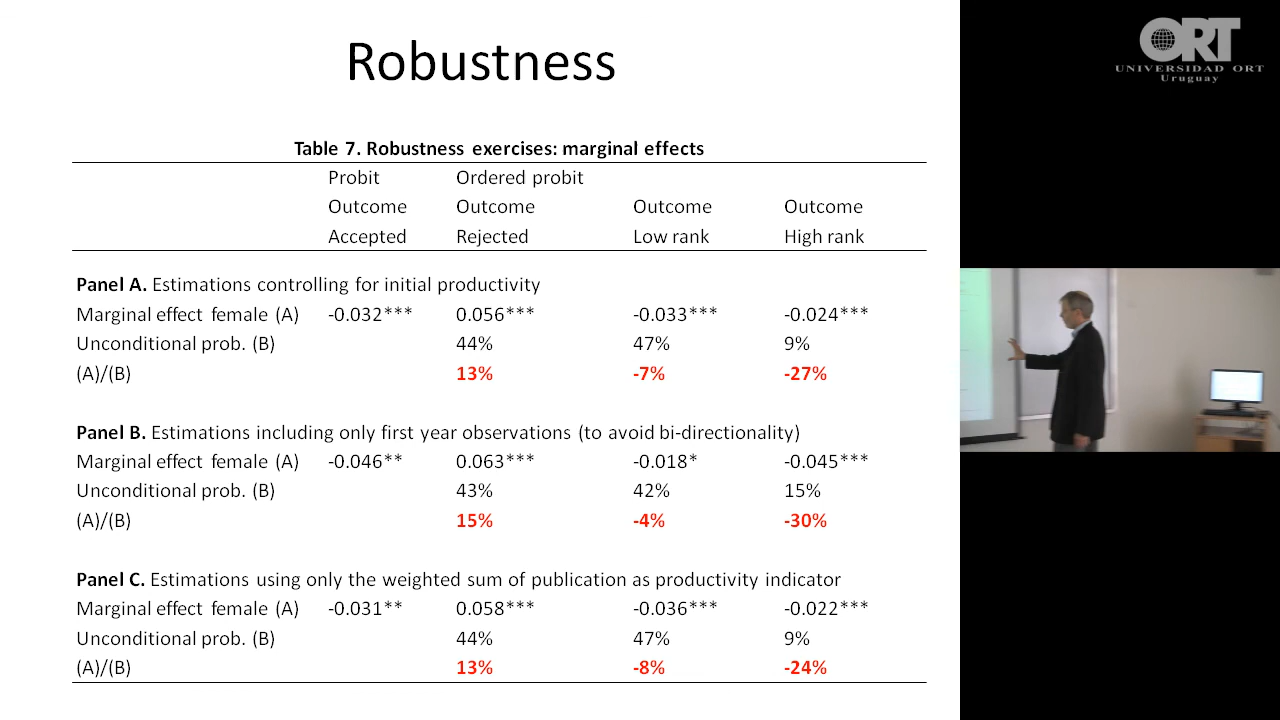 Robustness
Table 7. Robustness exercises: marginal effects
Probit Ordered probit
Outcome Outcome Outcome Outcome
Accepted Rejected Low rank High rank
Panel A. Estimations controlling for initial productivity
Marginal effect female (A) -0.032*** 0.056*** -0.033*** -0.024***
Unconditional prob. (B) 44% 47% 9%
(A)/(B) 13% -7% -27%
Panel B. Estimations including only first year observations (to avoid bi-directionality)
Marginal effect female (A) -0.046** 0.063*** -0.018* -0.045***
Unconditional prob. (B) 43% 42% 15%
(A)/(B) 15% -4% -30%
Panel C. Estimations using only the weighted sum of publication as productivity indicator
Marginal effect female (A) -0.031** 0.058*** -0.036*** -0.022***
Unconditional prob. (B) 44% 47% 9%
(A)/(B) 13% -8% -24%
ORT
UNIVERSIDAD ORT
Uruguay